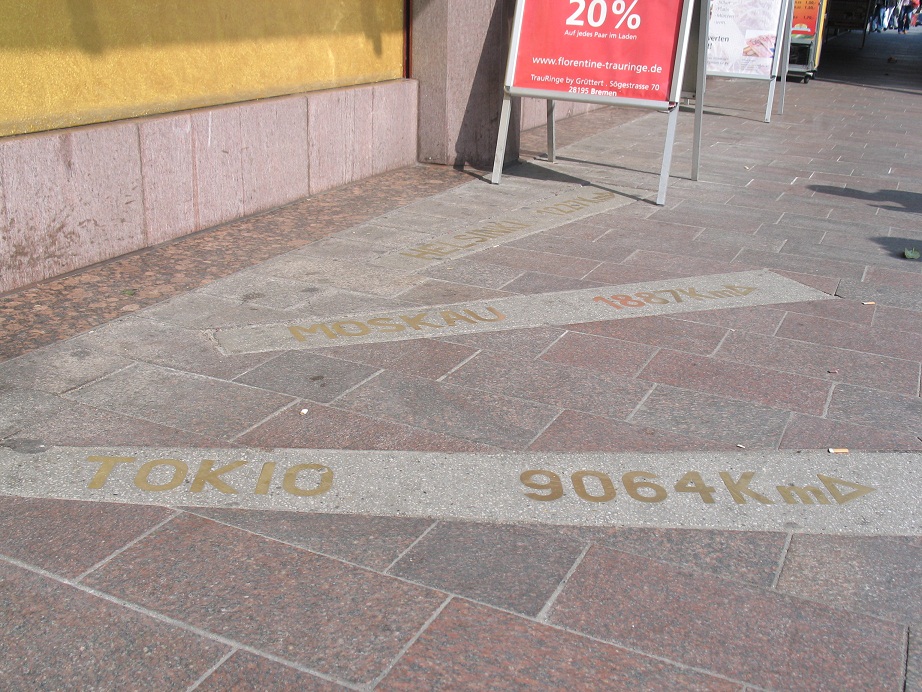 20%
Auf jedes Paar im Laden
www.florentine-trauringe.de
TrauRinge by Grüttert . Sögestrasse 70
28195 Bremen
HELSINKI
MOSKAU 1887Km
TOKIO 9064Km